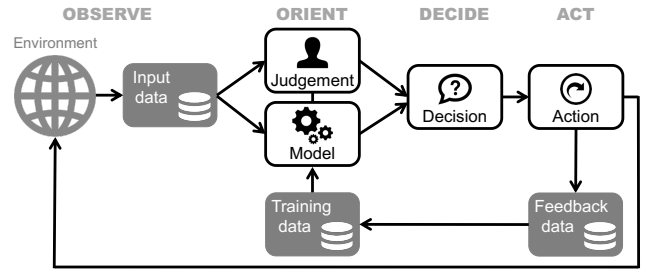 OBSERVE ORIENT DECIDE ACT
Environment
Input
data
Judgement
Model
?
Decision
Action
Training
data
Feedback
data